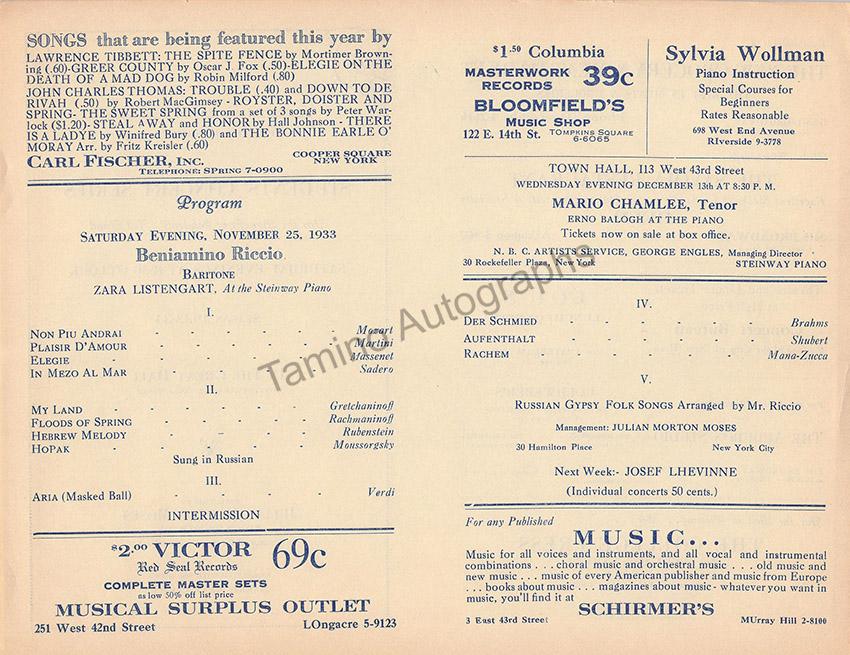 SONGS that are being featured this year by
LAWRENCE TIBBETT: THE SPITE FENCE by Mortimer Brown-
ing (.60)-GREER COUNTY by Oscar J. Fox (.50)-ELEGIE ON THE
DEATH OF A MAD DOG by Robin Milford (.80)
JOHN CHARLES THOMAS: TROUBLE (.40) and DOWN TO DE
RIVAH (.50) by Robert MacGimsey - ROYSTER, DOISTER AND
SPRING- THE SWEET SPRING from a set of 3 songs by Peter War-
lock ($1.20)- STEAL AWAY and HONOR by Hall Johnson - THERE
IS A LADYE by Winifred Bury (.80) and THE BONNIE EARLE O'
MORAY Arr. by Fritz Kreisler (.60)
CARL FISCHER, INC. COOPER SQUARE
NEW YORK
TELEPHONE: SPRING 7-0900
Program
SATURDAY EVENING, NOVEMBER 25, 1933
Beniamino Riccio
BARITONE
ZARA LISTENGART, At the Steinway Piano
I.
NON PIU ANDRAI - - - - - - Mozart
PLAISIR D'AMOUR - - - - - Martini
ELEGIE - - - - - - - Massenet
IN MEZO AL MAR - - - - - Sadero
II.
MY LAND - - - - - - Gretchaninoff
FLOODS OF SPRING - - - - - Rachmaninoff
HEBREW MELODY - - - - - Rubenstein
HOPAK - - - - - - - Moussorgsky
Sung in Russian
III.
ARIA (Masked Ball) - - - - - Verdi
INTERMISSION
$2.00 VICTOR 69c
Red Seal Records
COMPLETE MASTER SETS
as low 50% off list price
MUSICAL SURPLUS OUTLET
251 West 42nd Street LOngacre 5-9123
$1.50 Columbia
MASTERWORK RECORDS 39c
BLOOMFIELD'S
MUSIC SHOP
122 E. 14th St. TOMPKINS SQUARE
6-6065
Sylvia Wollman
Piano Instruction
Special Courses for
Beginners
Rates Reasonable
698 West End Avenue
RIverside 9-3778
TOWN HALL, 113 West 43rd Street
WEDNESDAY EVENING DECEMBER 13th AT 8:30 P. M.
MARIO CHAMLEE, Tenor
ERNO BALOGH AT THE PIANO
Tickets now on sale at box office.
N. B. C. ARTISTS SERVICE, GEORGE ENGLES, Managing Director
30 Rockefeller Plaza, New York STEINWAY PIANO
IV.
DER SCHMIED - - - - - - - Brahms
AUFENTHALT - - - - - - - Shubert
RACHEM - - - - - - - Mana-Zucca
V.
RUSSIAN GYPSY FOLK SONGS Arranged by Mr. Riccio
Management: JULIAN MORTON MOSES
30 Hamilton Place New York City
Next Week:- JOSEF LHEVINNE
(Individual concerts 50 cents.)
For any Published
MUSIC...
Music for all voices and instruments, and all vocal and instrumental
combinations . . . choral music and orchestral music . . . old music and
new music . . . music of every American publisher and music from Europe
. . . books about music . . . magazines about music - whatever you want in
music, you'll find it at
SCHIRMER'S
3 East 43rd Street MUrray Hill 2-8100
Tamino Autographs